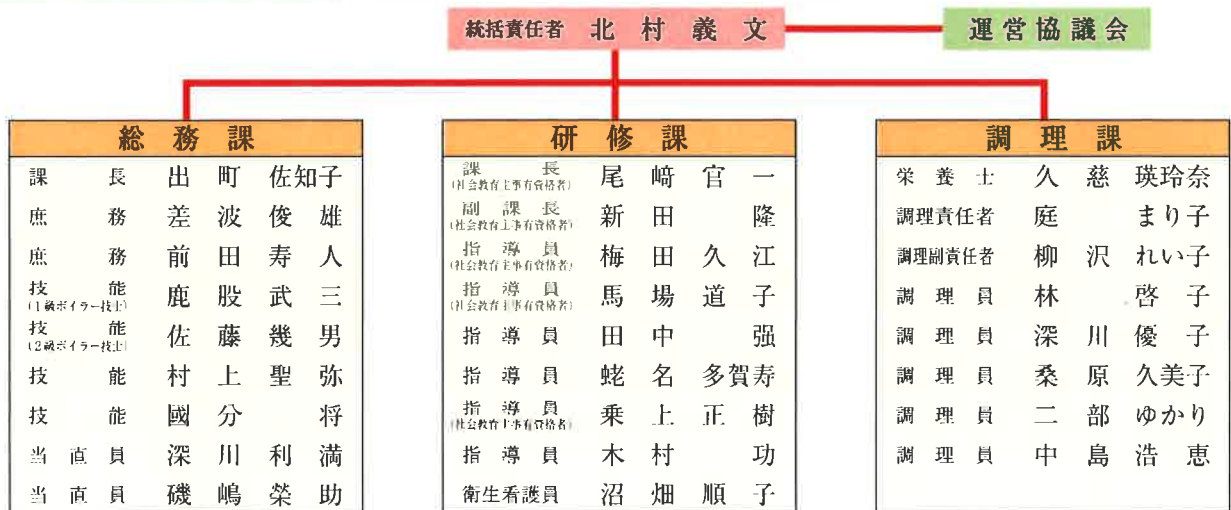 統括責任者 北村義文
運営協議会
総務課
課長 出町佐知子
庶務 差波俊雄
庶務 前田寿人
技能 鹿股武三
(1級ボイラー技士)
技能 佐藤幾男
(2級ボイラー技士)
技能 村上聖弥
技能 國分将
当直員 深川利満
当直員 磯嶋榮助
研修課
課長 尾﨑官一
(社会教育主事有資格者)
副課長 新田隆
(社会教育主事有資格者)
指導員 梅田久江
(社会教育主事有資格者)
指導員 馬場道子
(社会教育主事有資格者)
指導員 田中强
指導員 蛯名多賀寿
指導員 乗上正樹
(社会教育主事有資格者)
指導員 木村功
衛生看護員 沼畑順子
調理課
栄養士 久慈瑛玲奈
調理責任者 庭まり子
調理副責任者 柳沢れい子
調理員 林啓子
調理員 深川優子
調理員 桑原久美子
調理員 二部ゆかり
調理員 中島浩恵